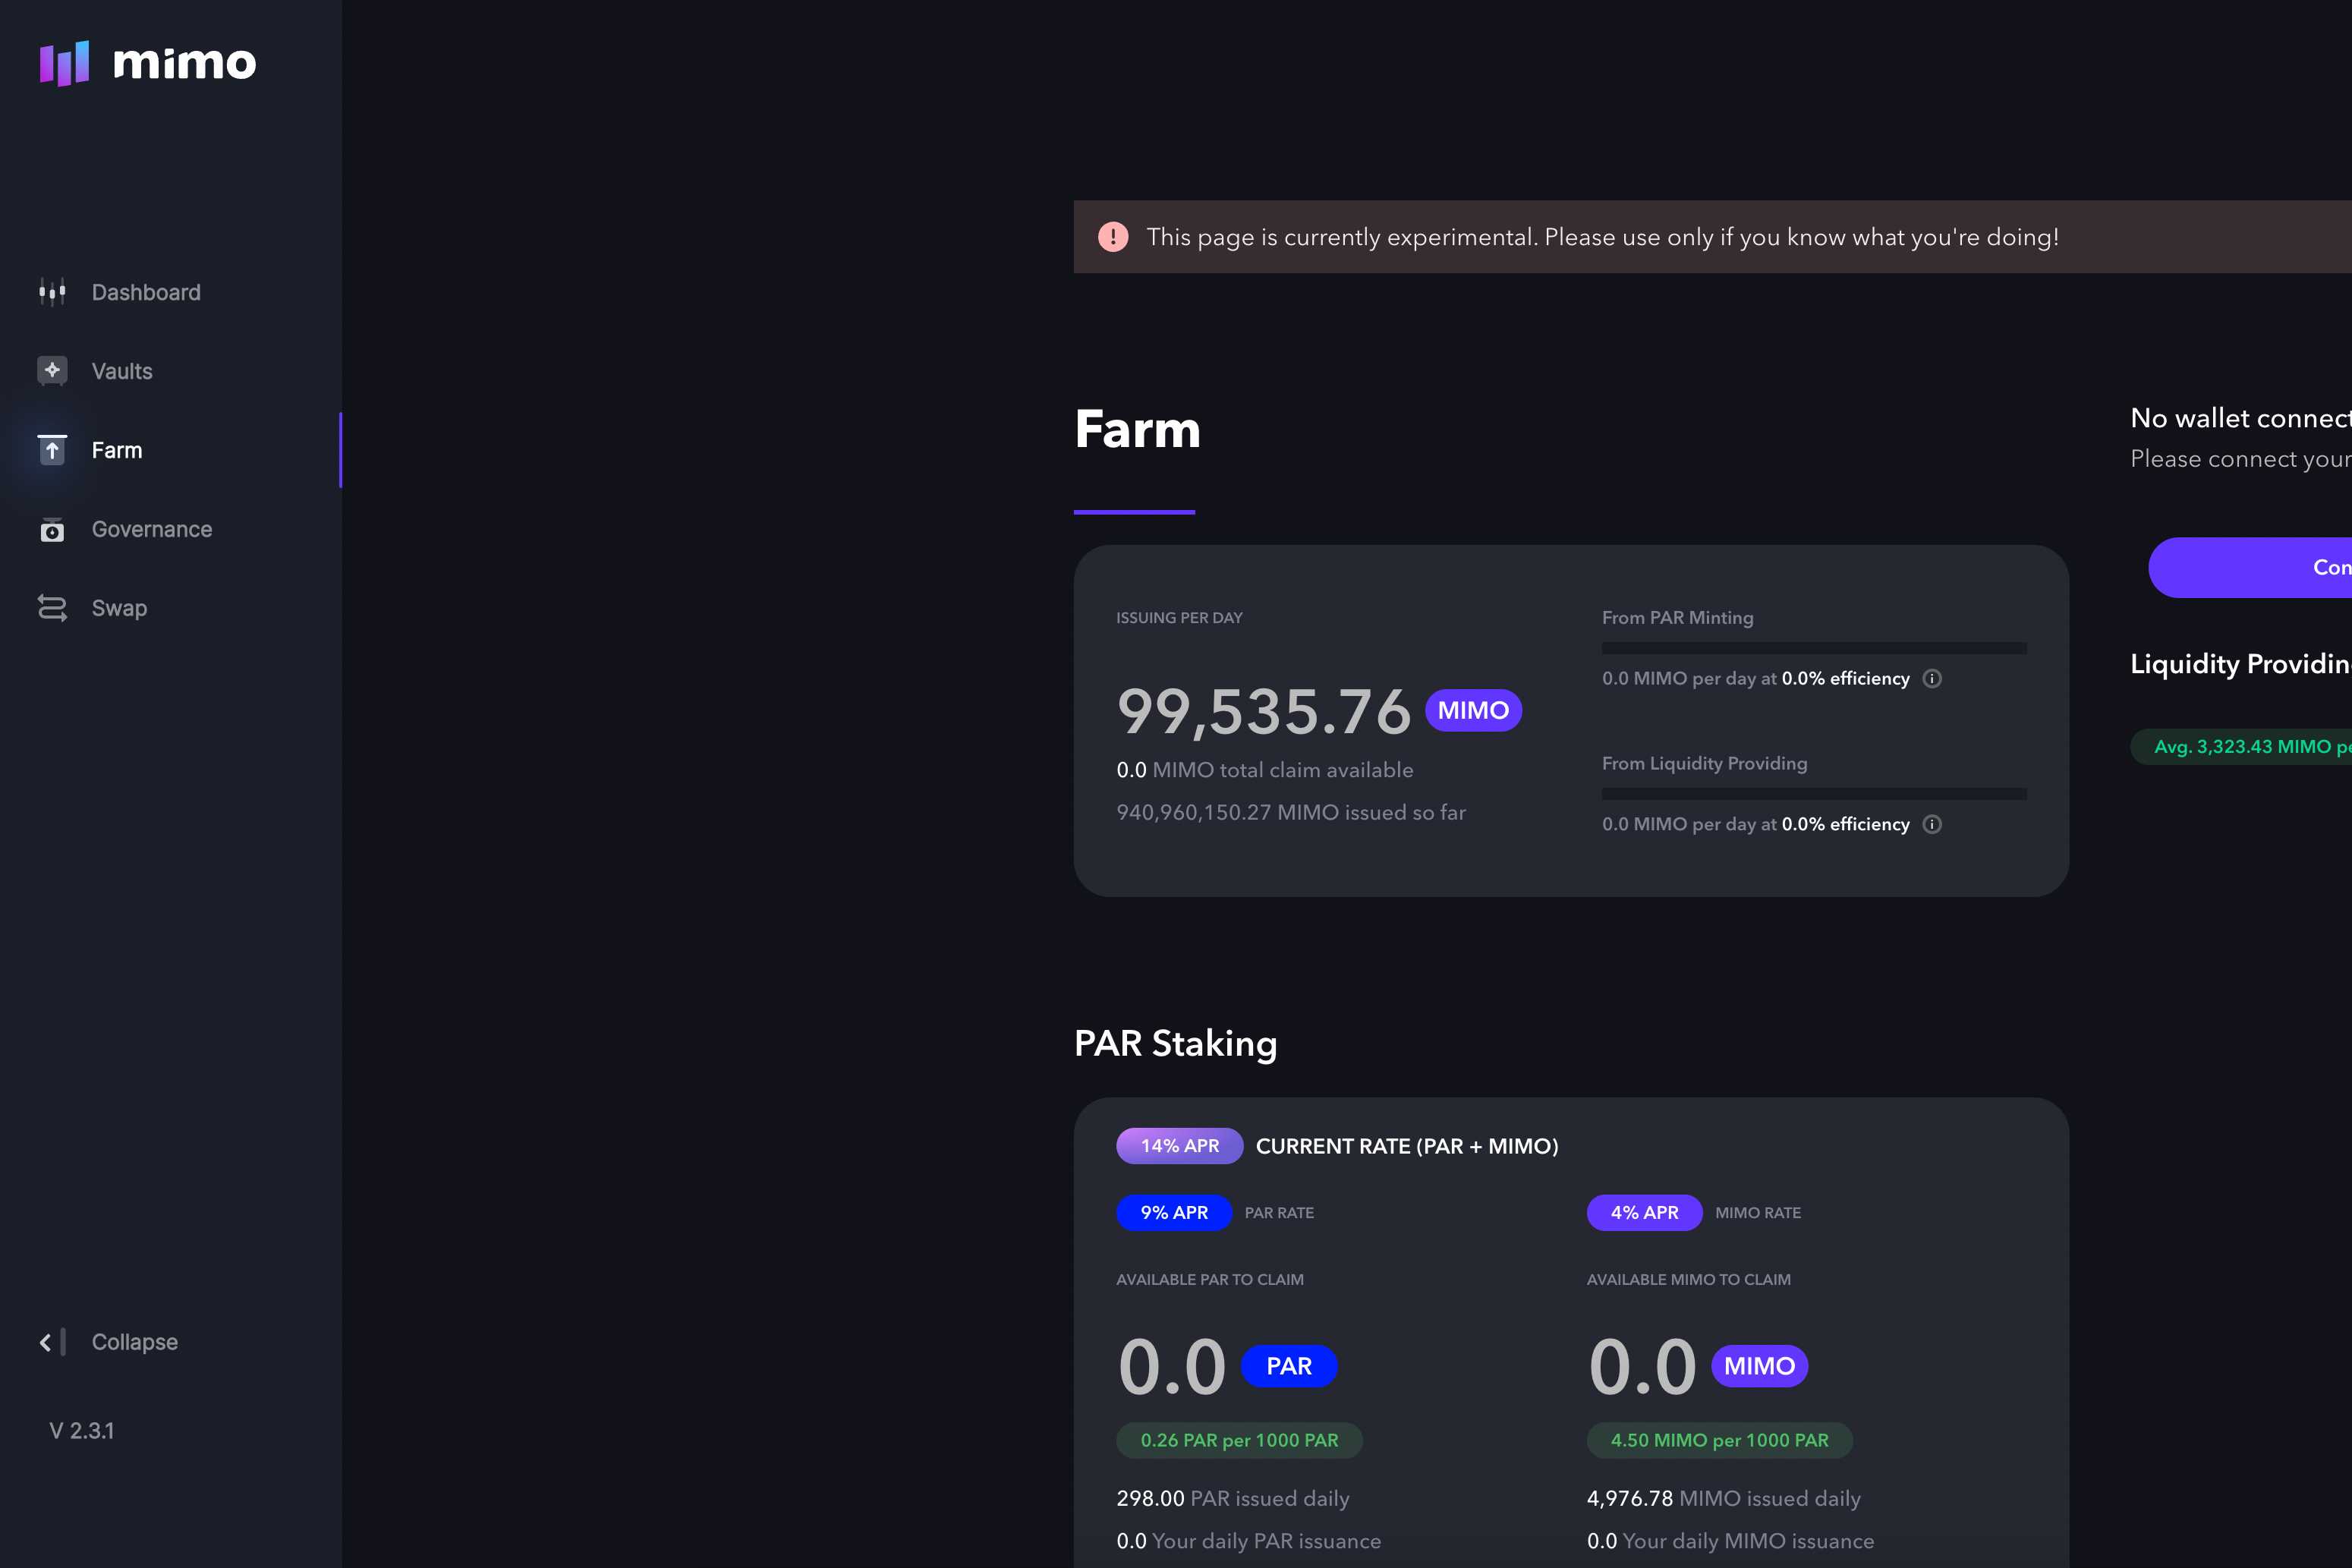 mimo
Dashboard
Vaults
Farm
Governance
Swap
Collapse
V 2.3.1
This page is currently experimental. Please use only if you know what you're doing!
Farm
ISSUING PER DAY
99,535.76 MIMO
0.0 MIMO total claim available
940,960,150.27 MIMO issued so far
From PAR Minting
0.0 MIMO per day at 0.0% efficiency
From Liquidity Providing
0.0 MIMO per day at 0.0% efficiency
No wallet connect
Please connect your
Con
Liquidity Providin
Avg. 3,323.43 MIMO pe
PAR Staking
14% APR CURRENT RATE (PAR + MIMO)
9% APR PAR RATE
4% APR MIMO RATE
AVAILABLE PAR TO CLAIM
AVAILABLE MIMO TO CLAIM
0.0 PAR
0.0 MIMO
0.26 PAR per 1000 PAR
4.50 MIMO per 1000 PAR
298.00 PAR issued daily
4,976.78 MIMO issued daily
0.0 Your daily PAR issuance
0.0 Your daily MIMO issuance